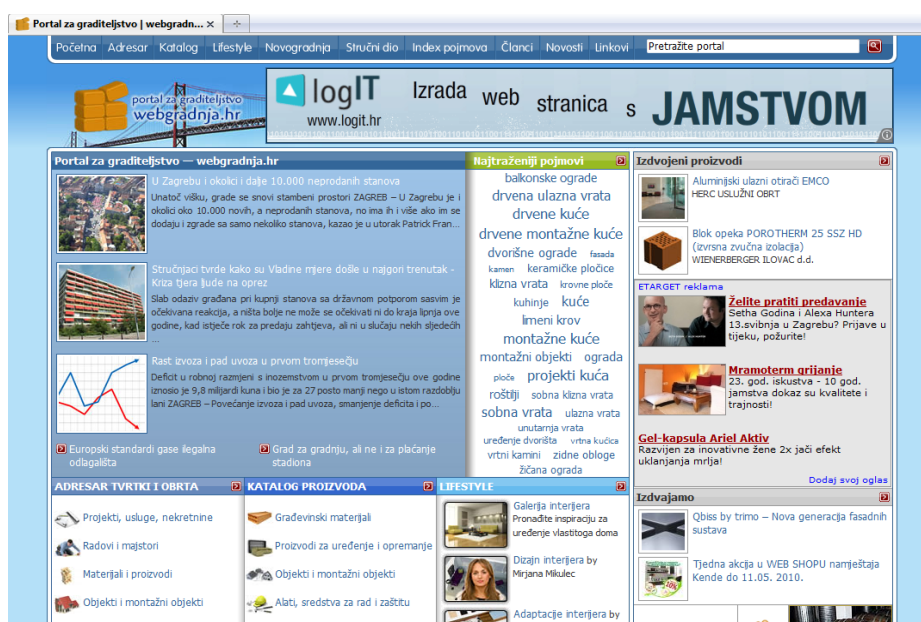 Portal za graditeljstvo | webgradn...
Početna Adresar Katalog Lifestyle Novogradnja Stručni dio Index pojmova Članci Novosti Linkovi Pretražite portal
portal za graditeljstvo
webgradnja.hr
logIT
www.logit.hr
Izrada web stranica s JAMSTVOM
Portal za graditeljstvo — webgradnja.hr
U Zagrebu i okolici i dalje 10.000 neprodanih stanova
Unatoč višku, grade se snovi stambeni prostori ZAGREB – U Zagrebu je i
okolici oko 10.000 novih, a neprodanih stanova, no ima ih i više ako im se
dodaju i zgrade sa samo nekoliko stanova, kazao je u utorak Patrick Fran...
Stručnjaci tvrde kako su Vladine mjere došle u najgori trenutak -
Kriza tjera ljude na oprez
Slab odaziv građana pri kupnji stanova sa državnom potporom sasvim je
očekivana reakcija, a ništa bolje ne može se očekivati ni do kraja lipnja ove
godine, kad istječe rok za predaju zahtjeva, ali ni u slučaju nekih sljedećih
...
Rast izvoza i pad uvoza u prvom tromjesečju
Deficit u robnoj razmjeni s inozemstvom u prvom tromjesečju ove godine
iznosio je 9,8 milijardi kuna i bio je za 27 posto manji nego u istom razdoblju
lani ZAGREB – Povećanje izvoza i pad uvoza, smanjenje deficita i po...
Europski standardi gase ilegalna
odlagališta
Grad za gradnju, ali ne i za plaćanje
stadiona
Najtraženiji pojmovi
balkonske ograde
drvena ulazna vrata
drvene kuće
drvene montažne kuće
dvorišne ograde fasada
kamen keramičke pločice
klizna vrata krovne ploče
kuhinje kuće
limeni krov
montažne kuće
montažni objekti ograda
ploče projekti kuća
roštilji sobna klizna vrata
sobna vrata ulazna vrata
unutarnja vrata
uređenje dvorišta vrtna kućica
vrtni kamini zidne obloge
žičana ograda
Izdvojeni proizvodi
Aluminijski ulazni otirači EMCO
HERC USLUŽNI OBRT
Blok opeka POROTHERM 25 SSZ HD
(izvrsna zvučna izolacija)
WIENERBERGER ILOVAC d.d.
ETARGET reklama
Želite pratiti predavanje
Setha Godina i Alexa Huntera
13.svibnja u Zagrebu? Prijave u
tijeku, požurite!
Mramoterm grijanje
23. god. iskustva - 10 god.
jamstva dokaz su kvalitete i
trajnosti!
Gel-kapsula Ariel Aktiv
Razvijen za inovativne žene 2x jači efekt
uklanjanja mrlja!
Dodaj svoj oglas
Izdvajamo
Qbiss by trimo – Nova generacija fasadnih
sustava
Tjedna akcija u WEB SHOPU namještaja
Kende do 11.05. 2010.
ADRESAR TVRTKI I OBRTA
Projekti, usluge, nekretnine
Radovi i majstori
Materijali i proizvodi
Objekti i montažni objekti
KATALOG PROIZVODA
Građevinski materijali
Proizvodi za uređenje i opremanje
Objekti i montažni objekti
Alati, sredstva za rad i zaštitu
LIFESTYLE
Galerija interijera
Pronađite inspiraciju za
uređenje vlastitoga doma
Dizajn interijera by
Mirjana Mikulec
Adaptacije interijera by